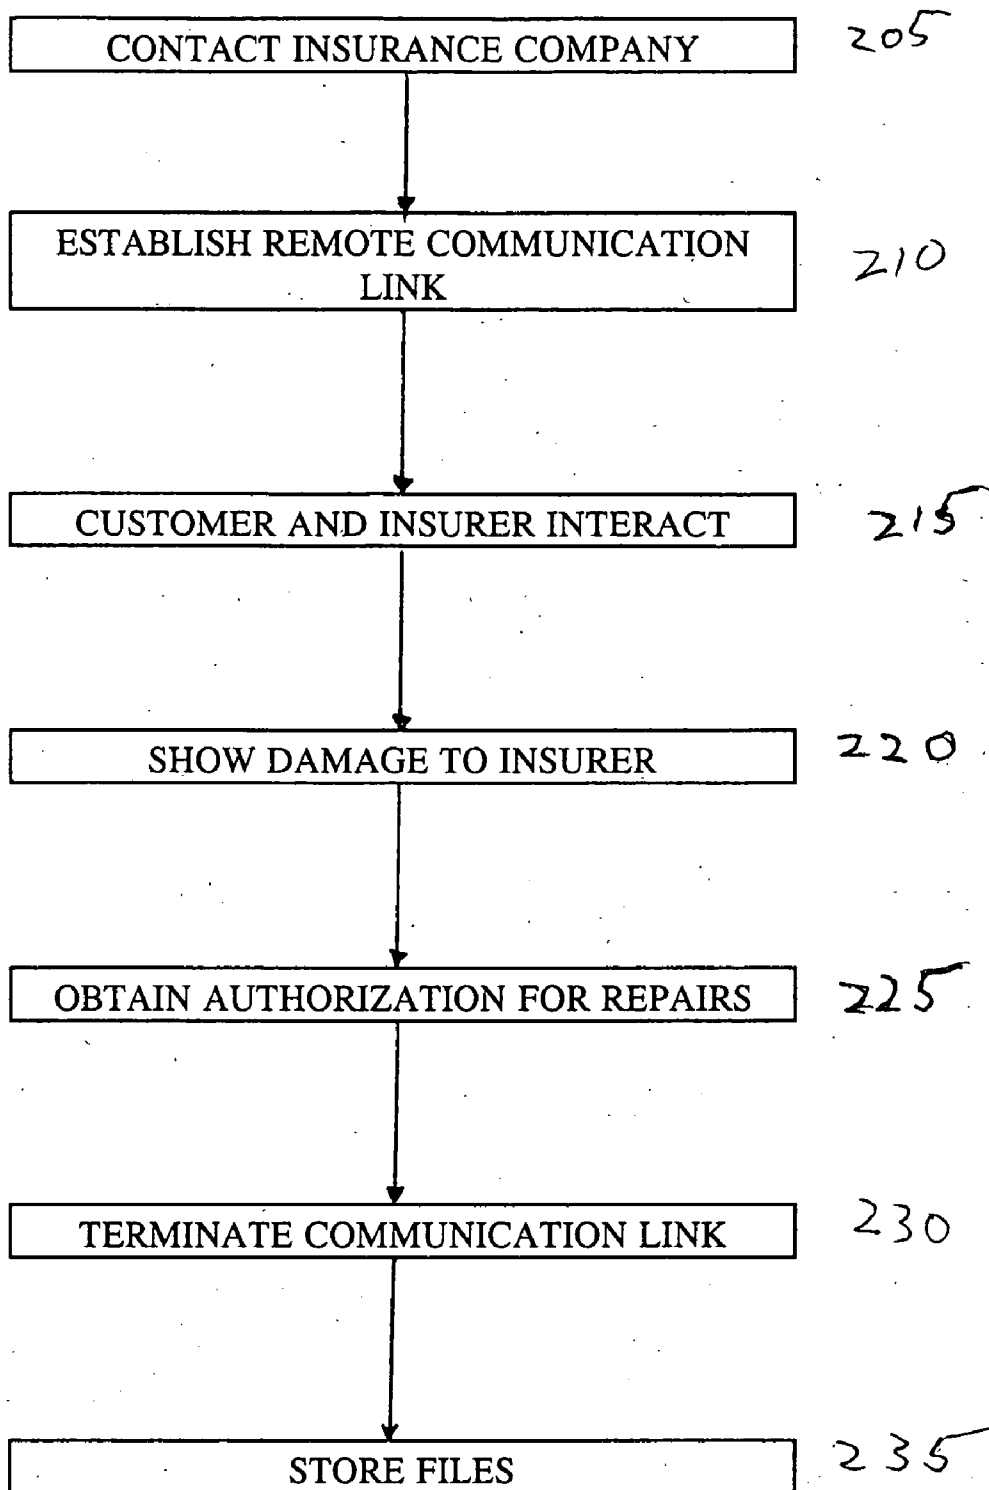 CONTACT INSURANCE COMPANY 205
ESTABLISH REMOTE COMMUNICATION
LINK 210
CUSTOMER AND INSURER INTERACT 215
SHOW DAMAGE TO INSURER 220
OBTAIN AUTHORIZATION FOR REPAIRS 225
TERMINATE COMMUNICATION LINK 230
STORE FILES 235